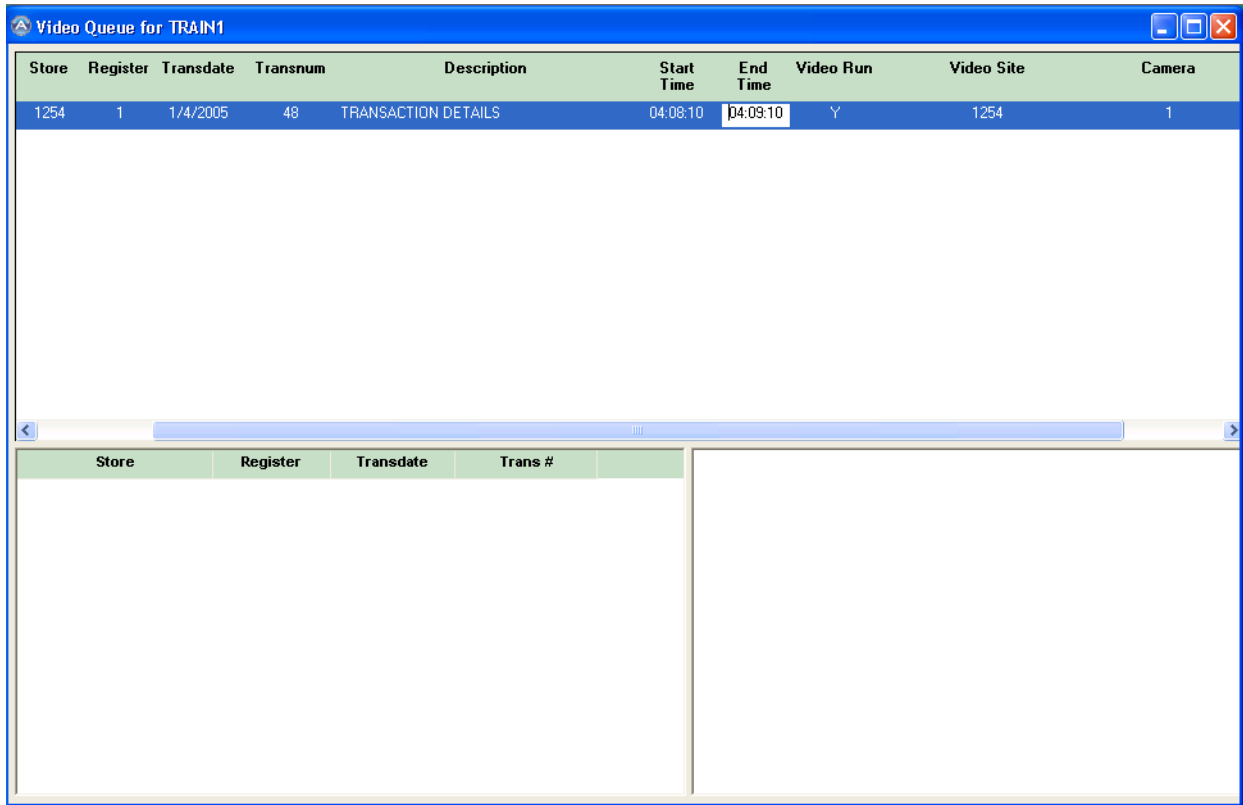 Video Queue for TRAIN1
Store Register Transdate Transnum Description Start Time End Time Video Run Video Site Camera
1254 1 1/4/2005 48 TRANSACTION DETAILS 04:08:10 04:09:10 Y 1254 1
Store Register Transdate Trans #